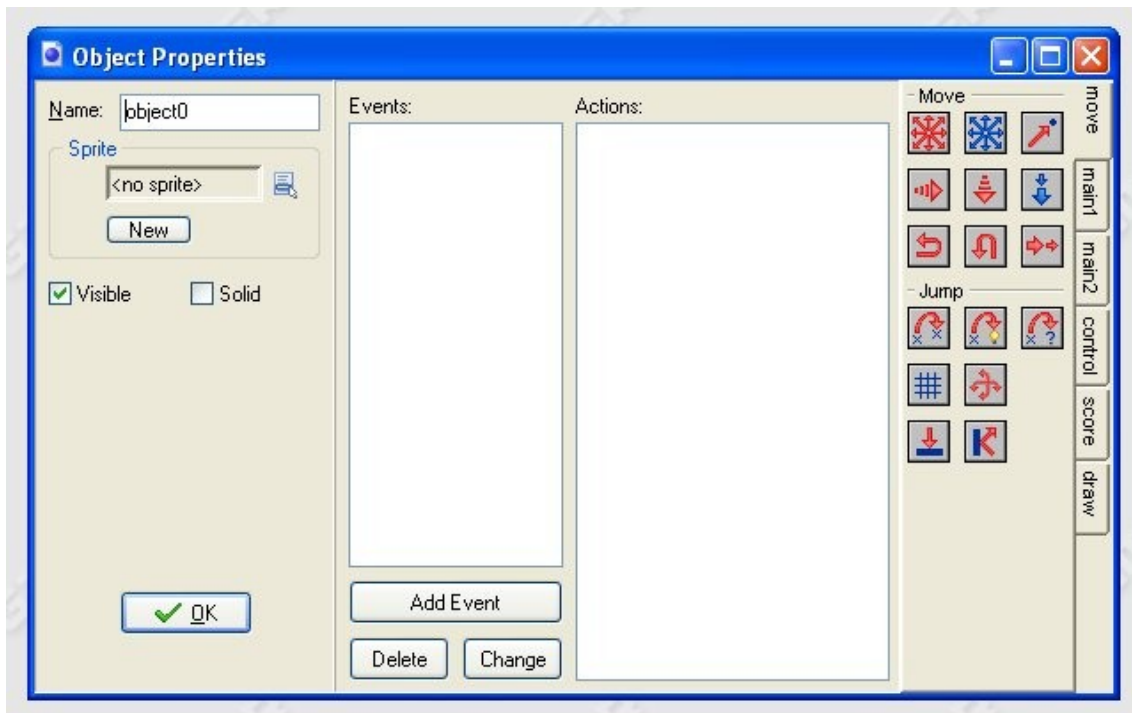 Object Properties
Name: object0
Sprite
<no sprite>
New
Visible Solid
OK
Events:
Add Event
Delete Change
Actions:
Move
Jump
move
main1
main2
control
score
draw